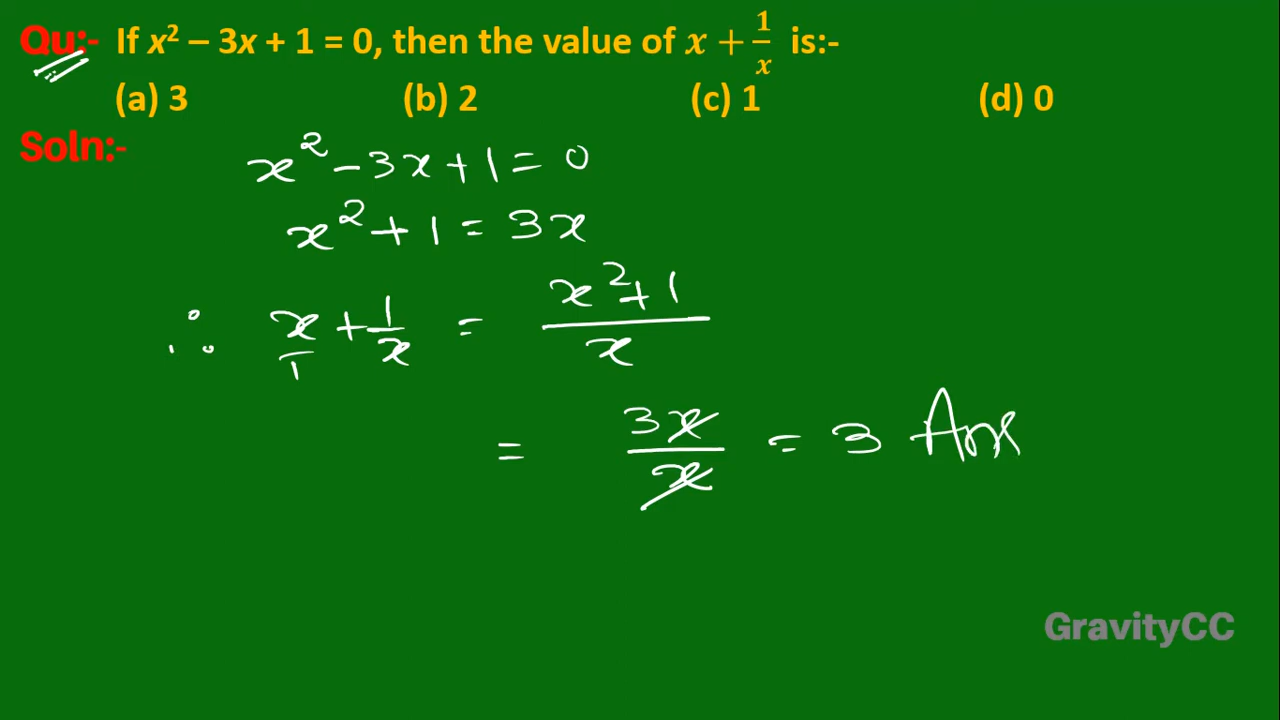 Qu:- If x² – 3x + 1 = 0, then the value of x + 1/x is:-
(a) 3 (b) 2 (c) 1 (d) 0
Soln:-
x² - 3x + 1 = 0
x² + 1 = 3x
∴ x/1 + 1/x = (x² + 1)/x
= 3x/x = 3 Ans
GravityCC